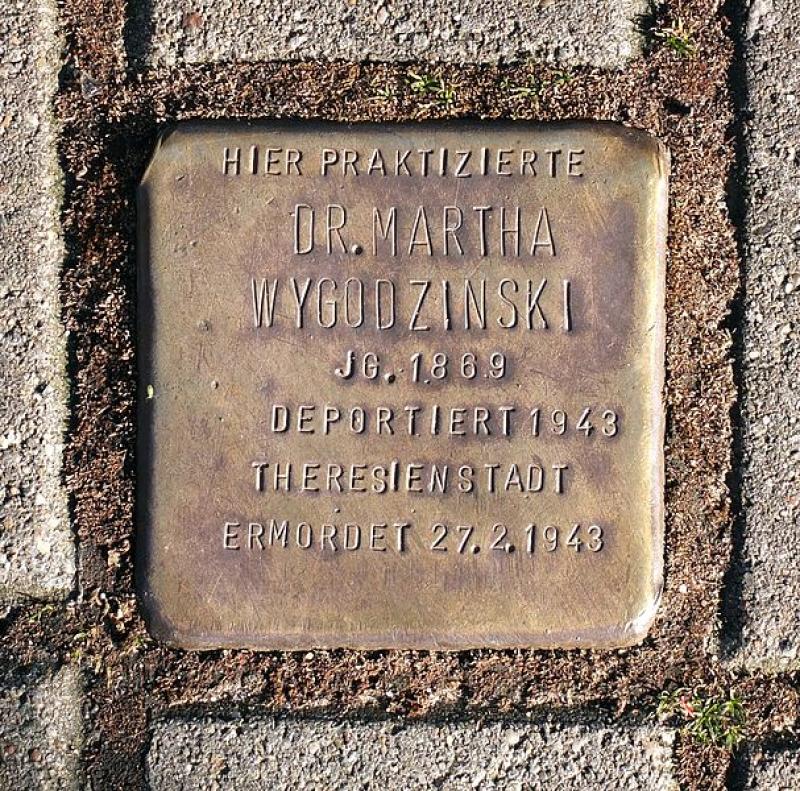 HIER PRAKTIZIERTE
DR. MARTHA
WYGODZINSKI
JG. 1869
DEPORTIERT 1943
THERESIENSTADT
ERMORDET 27.2.1943